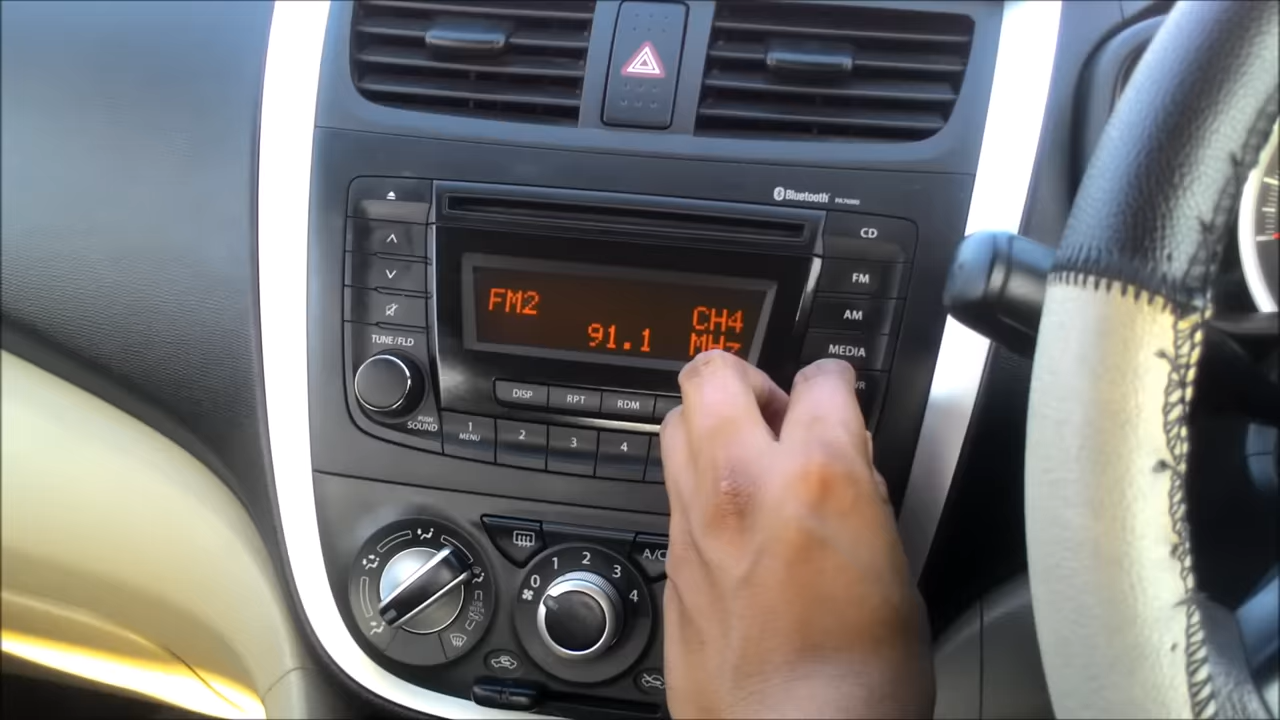 Bluetooth
CD
FM
AM
MEDIA
FM2
CH4
91.1
MHz
TUNE/FLD
PUSH
SOUND
DISP
RPT
RDM
1
MENU
2
3
4
A/C
0
1
2
3
4